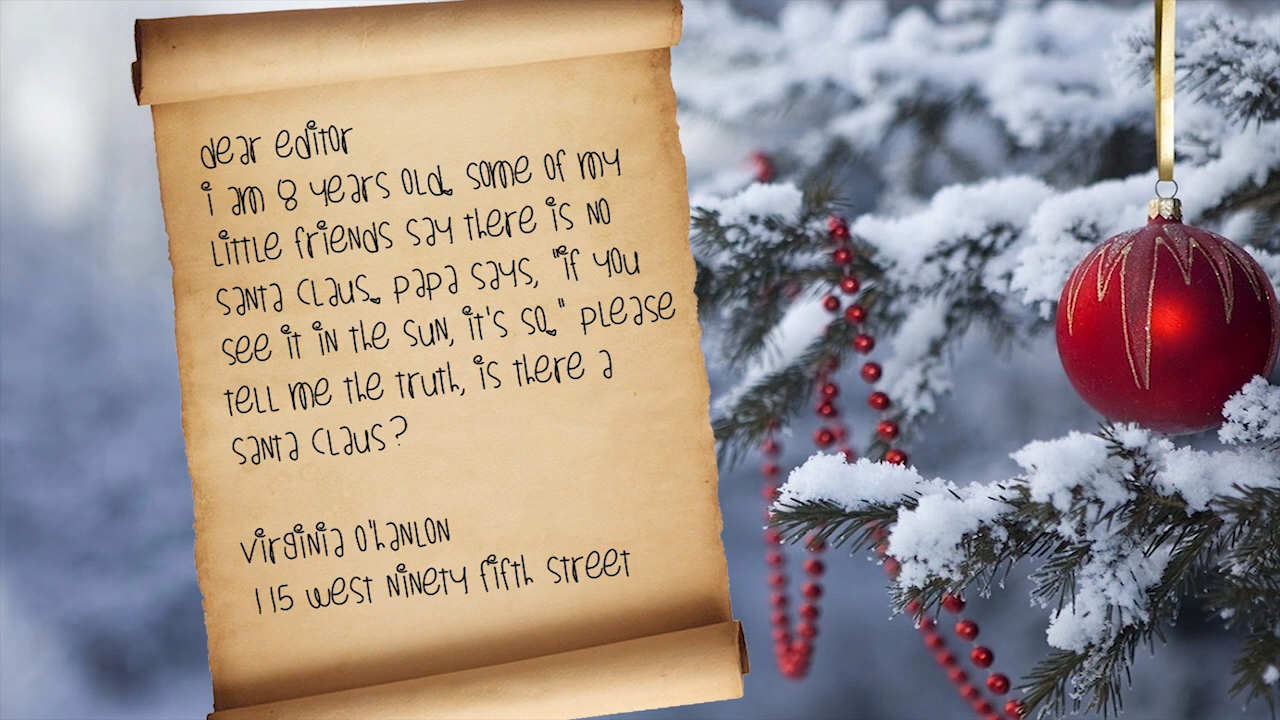 dear editor
i am 8 years old. some of my
little friends say there is no
santa claus. papa says, "if you
see it in the sun, it's so." please
tell me the truth, is there a
santa claus?
virginia o'hanlon
115 west ninety fifth street